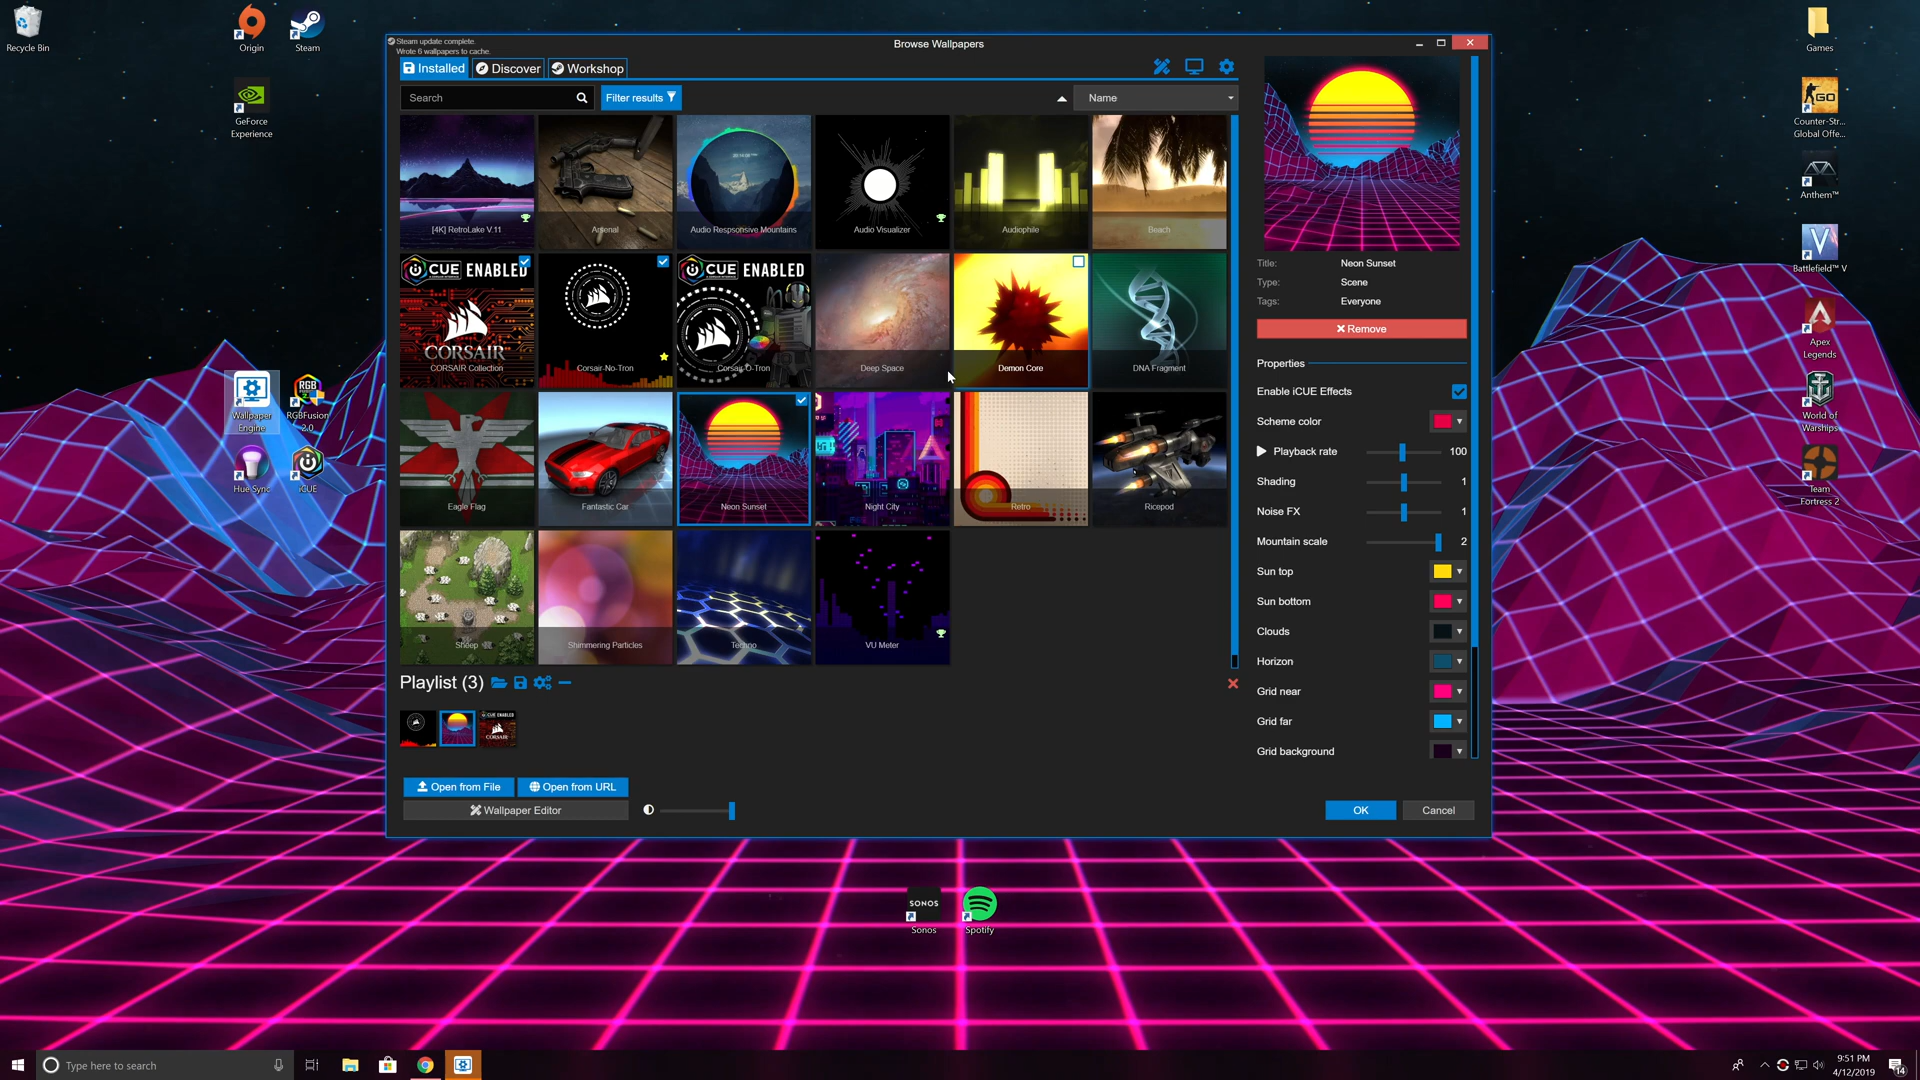 Recycle Bin
Origin
Steam
GeForce
Experience
Wallpaper
Engine
RGBFusion
2.0
Hue Sync
iCUE
Steam update complete.
Wrote 6 wallpapers to cache.
Browse Wallpapers
Installed
Discover
Workshop
Search
Filter results
Name
[4K] RetroLake V.11
Arsenal
Audio Respsonsive Mountains
Audio Visualizer
Audiophile
Beach
CUE ENABLED
CORSAIR
CORSAIR Collection
Corsair-No-Tron
CUE ENABLED
Corsair-O-Tron
Deep Space
Demon Core
DNA Fragment
Eagle Flag
Fantastic Car
Neon Sunset
Night City
Retro
Ricepod
Sheep
Shimmering Particles
Techno
VU Meter
Playlist (3)
CUE ENABLED
CORSAIR
Open from File
Open from URL
Wallpaper Editor
Title: Neon Sunset
Type: Scene
Tags: Everyone
Remove
Properties
Enable iCUE Effects
Scheme color
Playback rate 100
Shading 1
Noise FX 1
Mountain scale 2
Sun top
Sun bottom
Clouds
Horizon
Grid near
Grid far
Grid background
OK
Cancel
Games
GO
Counter-Str...
Global Offe...
Anthem™
V
Battlefield™ V
Apex
Legends
World of
Warships
Team
Fortress 2
SONOS
Sonos
Spotify
Type here to search
9:51 PM
4/12/2019
14